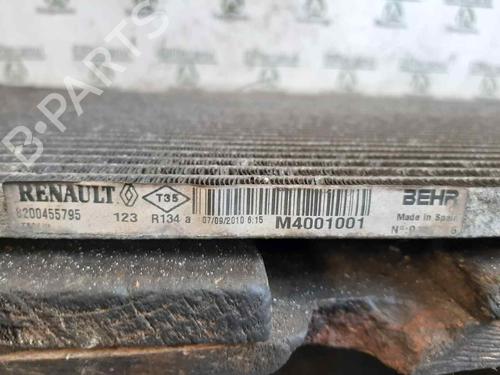 B-PARTS
RENAULT T35 BEHR
8200455795 123 R134 a 07/09/2010 6:15 M4001001 Made in Spain